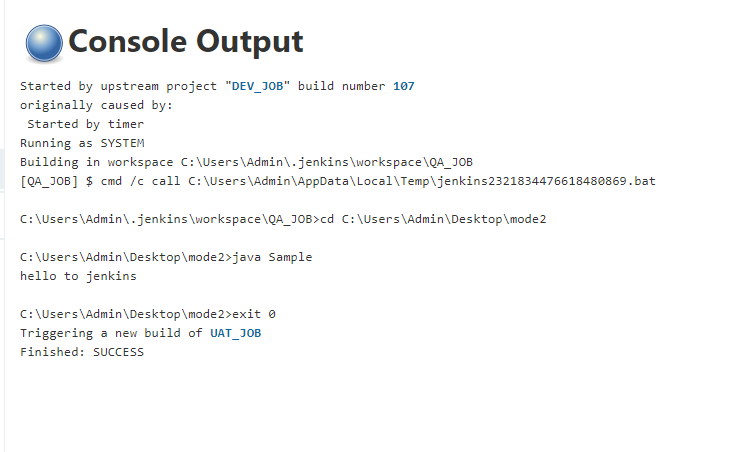 Console Output
Started by upstream project "DEV_JOB" build number 107
originally caused by:
 Started by timer
Running as SYSTEM
Building in workspace C:\Users\Admin\.jenkins\workspace\QA_JOB
[QA_JOB] $ cmd /c call C:\Users\Admin\AppData\Local\Temp\jenkins2321834476618480869.bat
C:\Users\Admin\.jenkins\workspace\QA_JOB>cd C:\Users\Admin\Desktop\mode2
C:\Users\Admin\Desktop\mode2>java Sample
hello to jenkins
C:\Users\Admin\Desktop\mode2>exit 0
Triggering a new build of UAT_JOB
Finished: SUCCESS